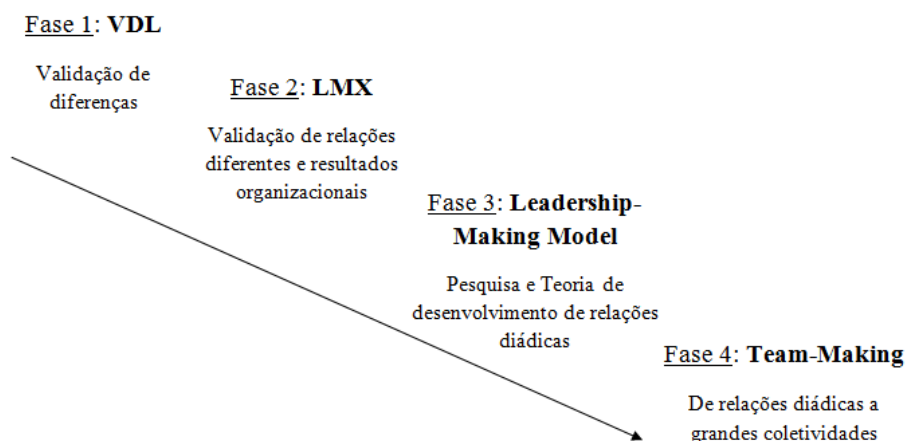 Fase 1: VDL
Validação de
diferenças
Fase 2: LMX
Validação de relações
diferentes e resultados
organizacionais
Fase 3: Leadership-
Making Model
Pesquisa e Teoria de
desenvolvimento de relações
diádicas
Fase 4: Team-Making
De relações diádicas a
grandes coletividades